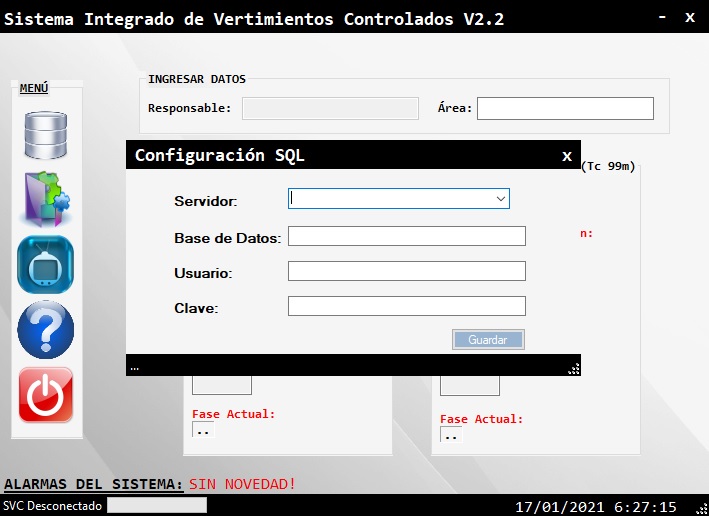 Sistema Integrado de Vertimientos Controlados V2.2 - x
MENÚ
INGRESAR DATOS
Responsable: Área:
Configuración SQL x
(Tc 99m)
Servidor:
Base de Datos:
n:
Usuario:
Clave:
Guardar
...
Fase Actual:
..
Fase Actual:
..
ALARMAS DEL SISTEMA: SIN NOVEDAD!
SVC Desconectado 17/01/2021 6:27:15